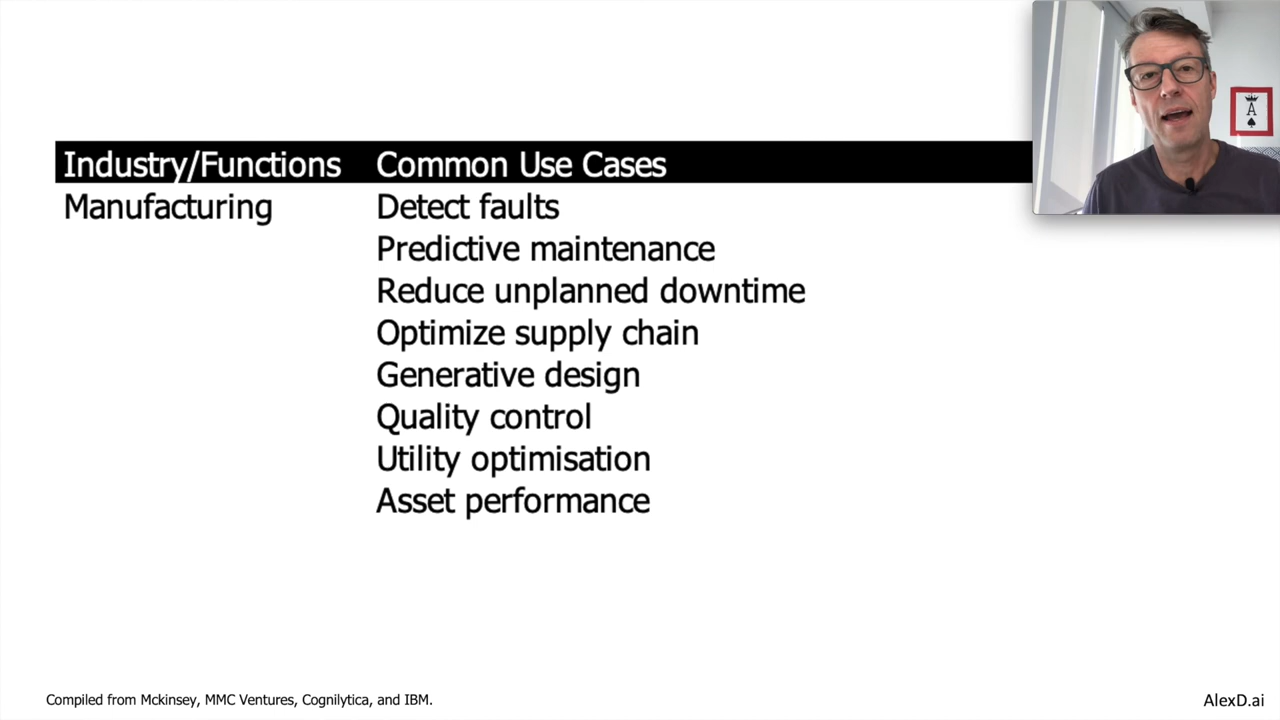 Industry/Functions Common Use Cases
Manufacturing Detect faults
Predictive maintenance
Reduce unplanned downtime
Optimize supply chain
Generative design
Quality control
Utility optimisation
Asset performance
A
Compiled from Mckinsey, MMC Ventures, Cognilytica, and IBM.
AlexD.ai